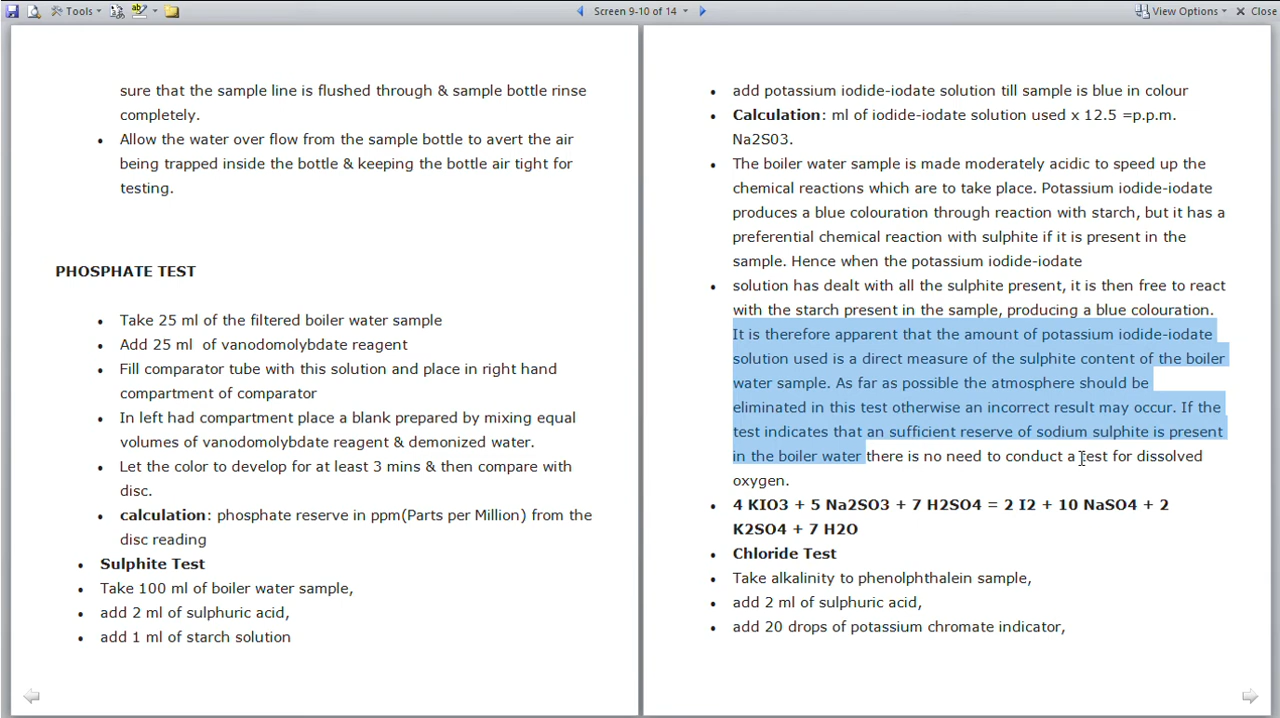 Tools
Screen 9-10 of 14
View Options
Close
sure that the sample line is flushed through & sample bottle rinse
completely.
• Allow the water over flow from the sample bottle to avert the air
being trapped inside the bottle & keeping the bottle air tight for
testing.
PHOSPHATE TEST
• Take 25 ml of the filtered boiler water sample
• Add 25 ml of vanodomolybdate reagent
• Fill comparator tube with this solution and place in right hand
compartment of comparator
• In left had compartment place a blank prepared by mixing equal
volumes of vanodomolybdate reagent & demonized water.
• Let the color to develop for at least 3 mins & then compare with
disc.
• calculation: phosphate reserve in ppm(Parts per Million) from the
disc reading
• Sulphite Test
• Take 100 ml of boiler water sample,
• add 2 ml of sulphuric acid,
• add 1 ml of starch solution
• add potassium iodide-iodate solution till sample is blue in colour
• Calculation: ml of iodide-iodate solution used x 12.5 =p.p.m.
Na2S03.
• The boiler water sample is made moderately acidic to speed up the
chemical reactions which are to take place. Potassium iodide-iodate
produces a blue colouration through reaction with starch, but it has a
preferential chemical reaction with sulphite if it is present in the
sample. Hence when the potassium iodide-iodate
• solution has dealt with all the sulphite present, it is then free to react
with the starch present in the sample, producing a blue colouration.
It is therefore apparent that the amount of potassium iodide-iodate
solution used is a direct measure of the sulphite content of the boiler
water sample. As far as possible the atmosphere should be
eliminated in this test otherwise an incorrect result may occur. If the
test indicates that an sufficient reserve of sodium sulphite is present
in the boiler water there is no need to conduct a test for dissolved
oxygen.
• 4 KIO3 + 5 Na2SO3 + 7 H2SO4 = 2 I2 + 10 NaSO4 + 2
K2SO4 + 7 H2O
• Chloride Test
• Take alkalinity to phenolphthalein sample,
• add 2 ml of sulphuric acid,
• add 20 drops of potassium chromate indicator,